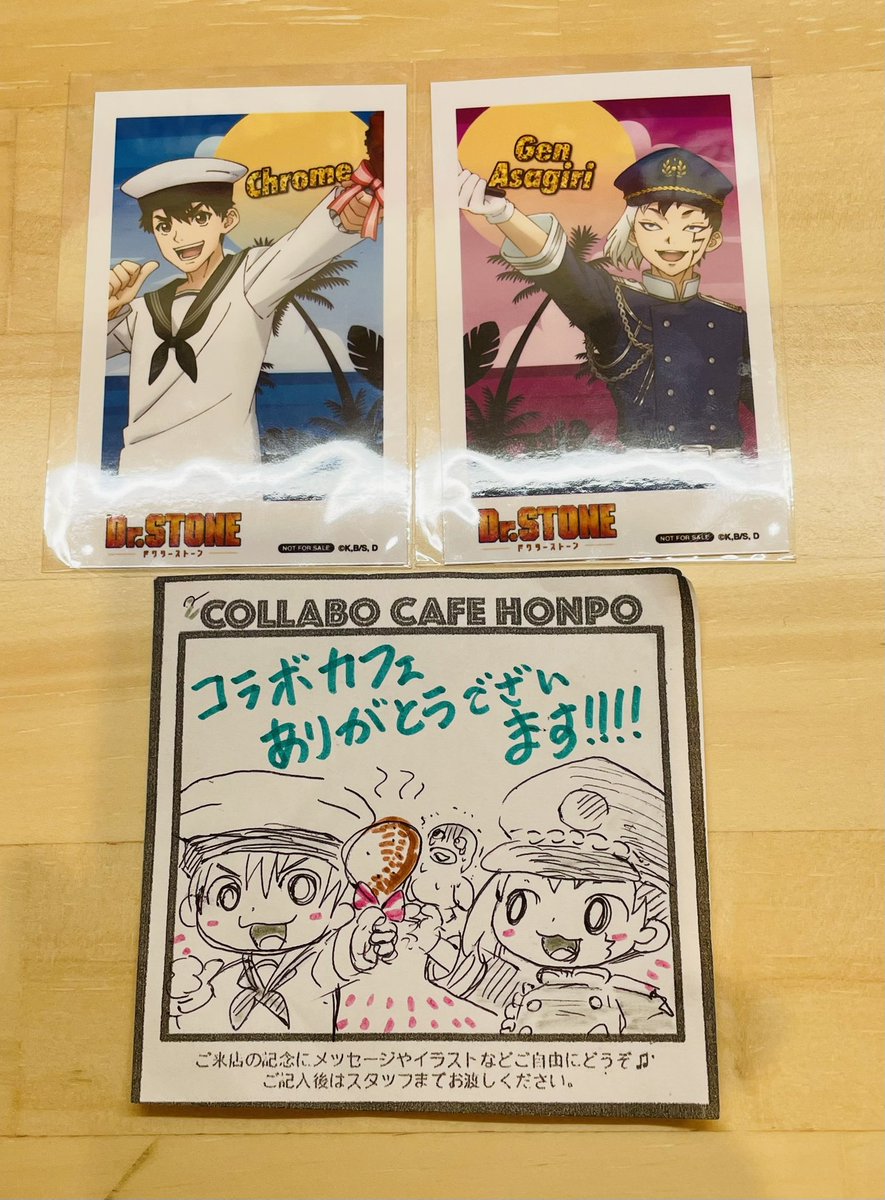 Chrome
Dr.STONE
ドクターストーン
NOT FOR SALE ©K,B/S, D
Gen
Asagiri
Dr.STONE
ドクターストーン
NOT FOR SALE ©K,B/S, D
COLLABO CAFE HONPO
コラボカフェ
ありがとうござい
ます!!!!
ご来店の記念にメッセージやイラストなどご自由にどうぞ♫
ご記入後はスタッフまでお渡しください。